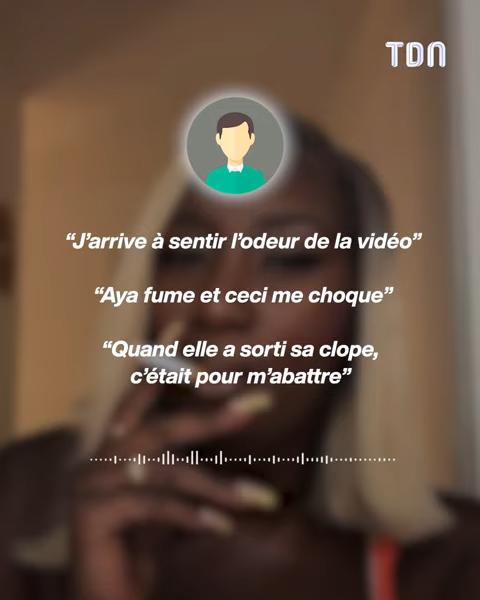 TDN
“J’arrive à sentir l’odeur de la vidéo”
“Aya fume et ceci me choque”
“Quand elle a sorti sa clope,
c’était pour m’abattre”